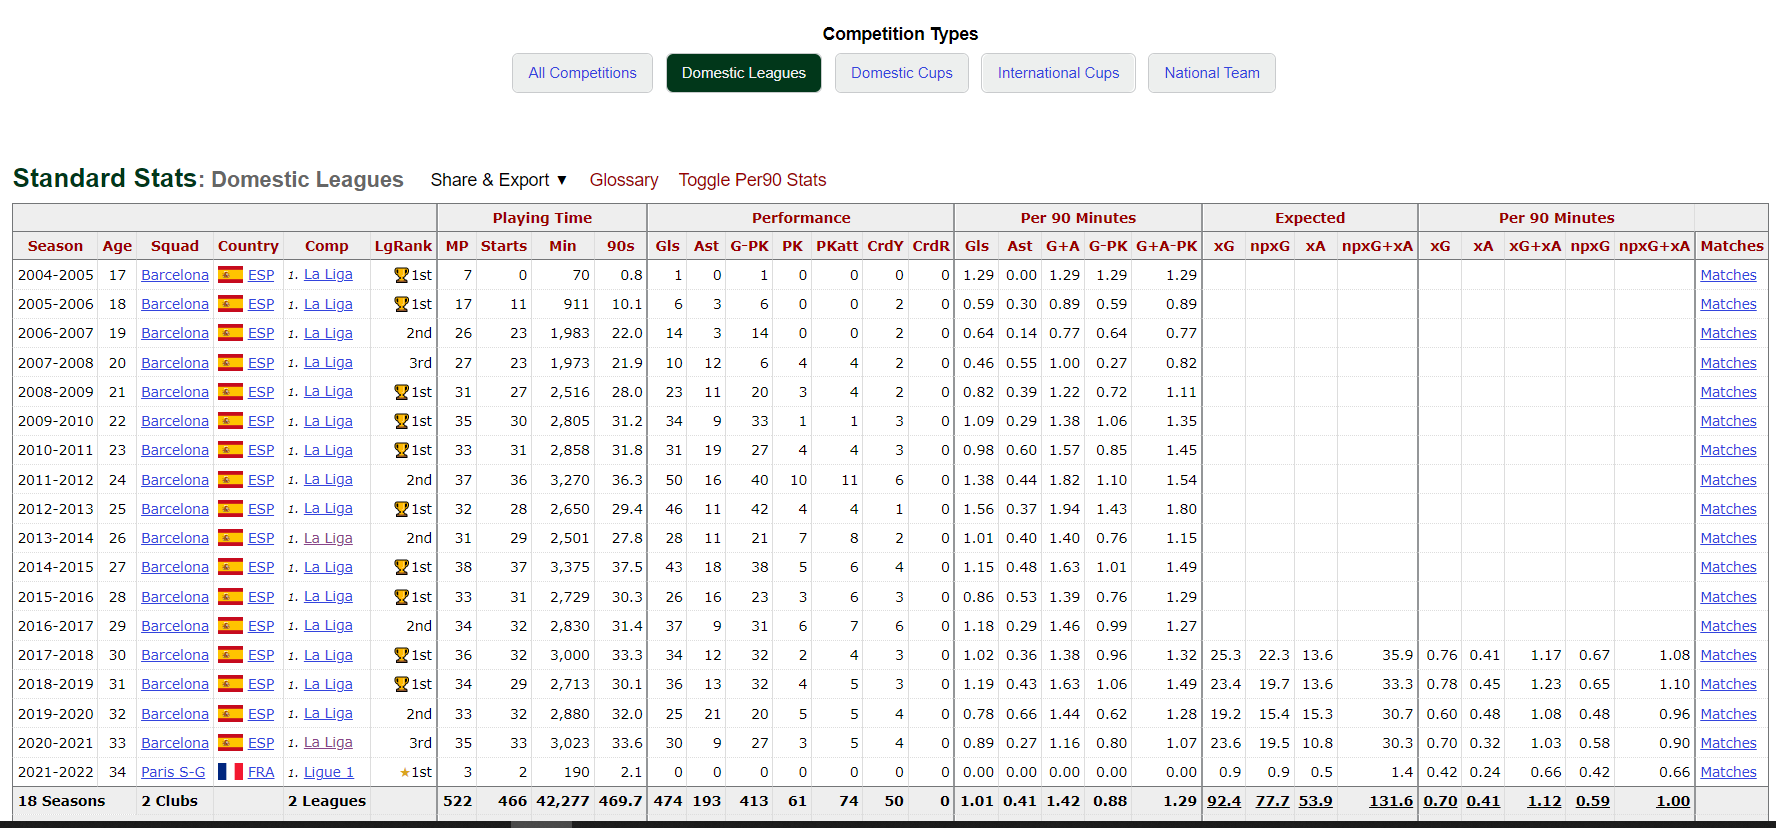 Competition Types
All Competitions Domestic Leagues Domestic Cups International Cups National Team
Standard Stats: Domestic Leagues Share & Export ▼ Glossary Toggle Per90 Stats
Playing Time Performance Per 90 Minutes Expected Per 90 Minutes
Season Age Squad Country Comp LgRank MP Starts Min 90s Gls Ast G-PK PK PKatt CrdY CrdR Gls Ast G+A G-PK G+A-PK xG npxG xA npxG+xA xG xA xG+xA npxG npxG+xA Matches
2004-2005 17 Barcelona ESP 1. La Liga 1st 7 0 70 0.8 1 0 1 0 0 0 0 1.29 0.00 1.29 1.29 1.29 Matches
2005-2006 18 Barcelona ESP 1. La Liga 1st 17 11 911 10.1 6 3 6 0 0 2 0 0.59 0.30 0.89 0.59 0.89 Matches
2006-2007 19 Barcelona ESP 1. La Liga 2nd 26 23 1,983 22.0 14 3 14 0 0 2 0 0.64 0.14 0.77 0.64 0.77 Matches
2007-2008 20 Barcelona ESP 1. La Liga 3rd 27 23 1,973 21.9 10 12 6 4 4 2 0 0.46 0.55 1.00 0.27 0.82 Matches
2008-2009 21 Barcelona ESP 1. La Liga 1st 31 27 2,516 28.0 23 11 20 3 4 2 0 0.82 0.39 1.22 0.72 1.11 Matches
2009-2010 22 Barcelona ESP 1. La Liga 1st 35 30 2,805 31.2 34 9 33 1 1 3 0 1.09 0.29 1.38 1.06 1.35 Matches
2010-2011 23 Barcelona ESP 1. La Liga 1st 33 31 2,858 31.8 31 19 27 4 4 3 0 0.98 0.60 1.57 0.85 1.45 Matches
2011-2012 24 Barcelona ESP 1. La Liga 2nd 37 36 3,270 36.3 50 16 40 10 11 6 0 1.38 0.44 1.82 1.10 1.54 Matches
2012-2013 25 Barcelona ESP 1. La Liga 1st 32 28 2,650 29.4 46 11 42 4 4 1 0 1.56 0.37 1.94 1.43 1.80 Matches
2013-2014 26 Barcelona ESP 1. La Liga 2nd 31 29 2,501 27.8 28 11 21 7 8 2 0 1.01 0.40 1.40 0.76 1.15 Matches
2014-2015 27 Barcelona ESP 1. La Liga 1st 38 37 3,375 37.5 43 18 38 5 6 4 0 1.15 0.48 1.63 1.01 1.49 Matches
2015-2016 28 Barcelona ESP 1. La Liga 1st 33 31 2,729 30.3 26 16 23 3 6 3 0 0.86 0.53 1.39 0.76 1.29 Matches
2016-2017 29 Barcelona ESP 1. La Liga 2nd 34 32 2,830 31.4 37 9 31 6 7 6 0 1.18 0.29 1.46 0.99 1.27 Matches
2017-2018 30 Barcelona ESP 1. La Liga 1st 36 32 3,000 33.3 34 12 32 2 4 3 0 1.02 0.36 1.38 0.96 1.32 25.3 22.3 13.6 35.9 0.76 0.41 1.17 0.67 1.08 Matches
2018-2019 31 Barcelona ESP 1. La Liga 1st 34 29 2,713 30.1 36 13 32 4 5 3 0 1.19 0.43 1.63 1.06 1.49 23.4 19.7 13.6 33.3 0.78 0.45 1.23 0.65 1.10 Matches
2019-2020 32 Barcelona ESP 1. La Liga 2nd 33 32 2,880 32.0 25 21 20 5 5 4 0 0.78 0.66 1.44 0.62 1.28 19.2 15.4 15.3 30.7 0.60 0.48 1.08 0.48 0.96 Matches
2020-2021 33 Barcelona ESP 1. La Liga 3rd 35 33 3,023 33.6 30 9 27 3 5 4 0 0.89 0.27 1.16 0.80 1.07 23.6 19.5 10.8 30.3 0.70 0.32 1.03 0.58 0.90 Matches
2021-2022 34 Paris S-G FRA 1. Ligue 1 ★1st 3 2 190 2.1 0 0 0 0 0 0 0 0.00 0.00 0.00 0.00 0.00 0.9 0.9 0.5 1.4 0.42 0.24 0.66 0.42 0.66 Matches
18 Seasons 2 Clubs 2 Leagues 522 466 42,277 469.7 474 193 413 61 74 50 0 1.01 0.41 1.42 0.88 1.29 92.4 77.7 53.9 131.6 0.70 0.41 1.12 0.59 1.00